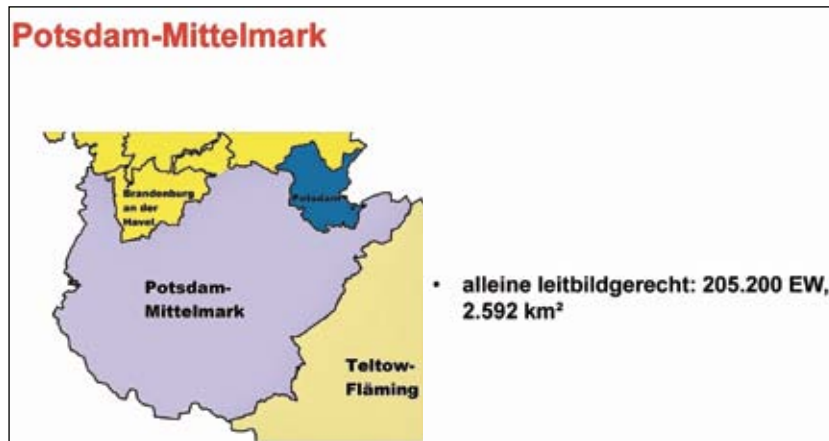 Potsdam-Mittelmark
Brandenburg
an der
Havel
Potsdam
Potsdam-
Mittelmark
• alleine leitbildgerecht: 205.200 EW,
2.592 km²
Teltow-
Fläming